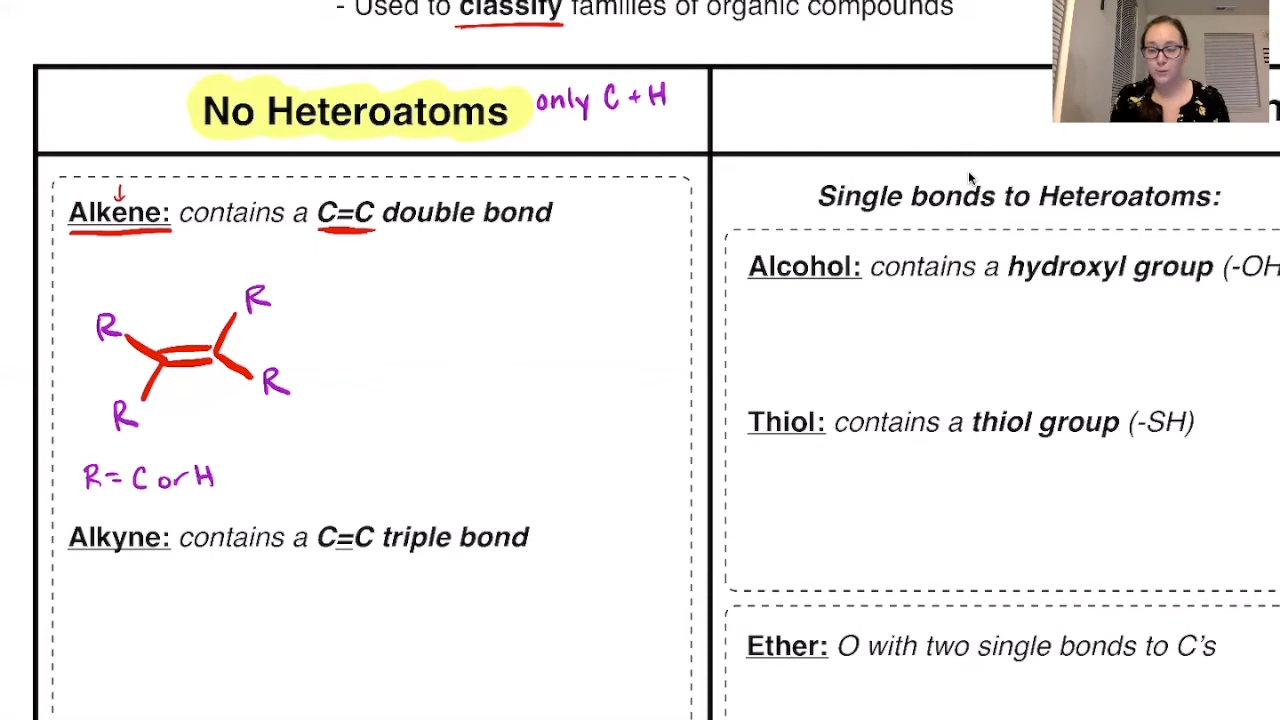 - Used to classify families of organic compounds
No Heteroatoms only C + H
Alkene: contains a C=C double bond
R
R
R
R
R = C or H
Alkyne: contains a C≡C triple bond
Single bonds to Heteroatoms:
Alcohol: contains a hydroxyl group (-OH
Thiol: contains a thiol group (-SH)
Ether: O with two single bonds to C's